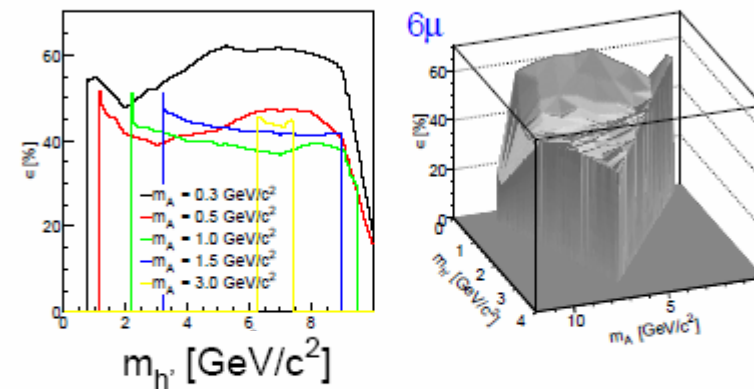 6μ
60
40
20
0
ε [%]
m_A = 0.3 GeV/c²
m_A = 0.5 GeV/c²
m_A = 1.0 GeV/c²
m_A = 1.5 GeV/c²
m_A = 3.0 GeV/c²
0 2 4 6 8
m_h' [GeV/c²]
60
40
20
0
ε [%]
0
1
2
3
4
m_h' [GeV/c²]
10
5
m_A [GeV/c²]